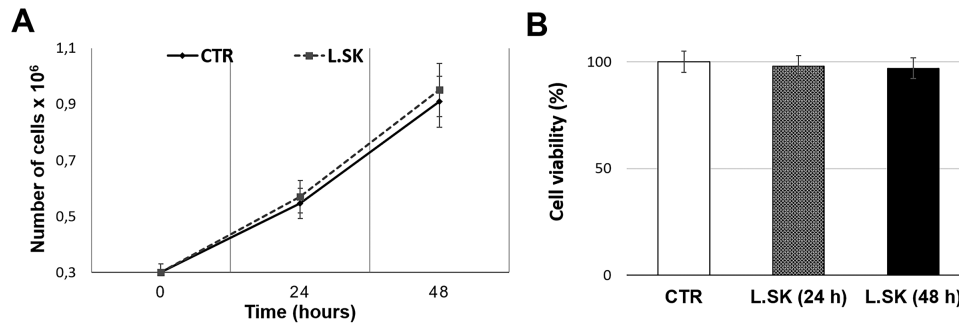 A
Number of cells x 10⁶
1,1
0,9
0,7
0,5
0,3
CTR
L.SK
0
24
48
Time (hours)
B
Cell viability (%)
100
50
0
CTR
L.SK (24 h)
L.SK (48 h)